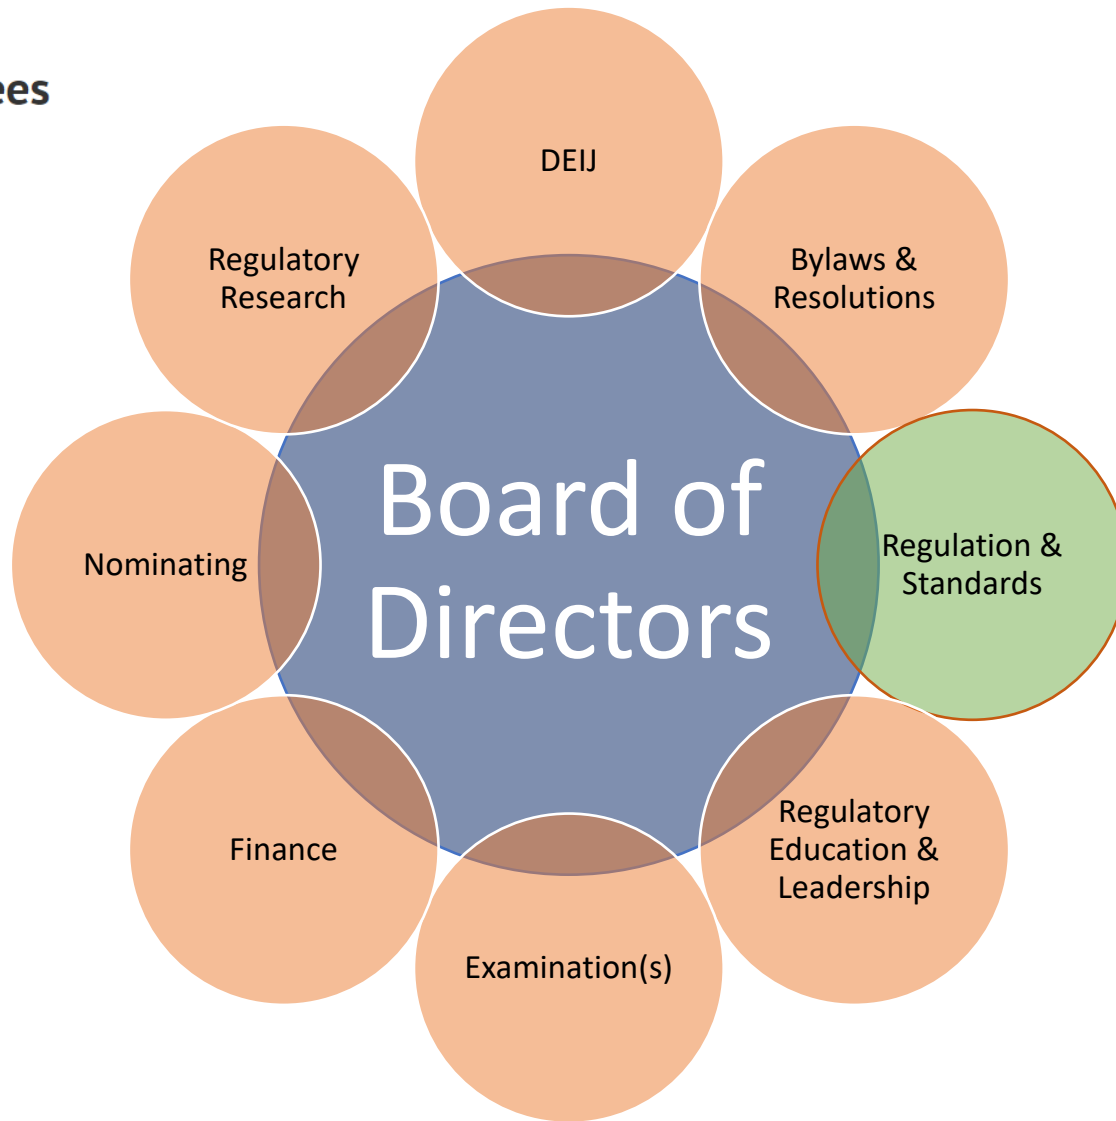 ees
DEIJ
Regulatory
Research
Bylaws &
Resolutions
Board of
Directors
Nominating
Regulation &
Standards
Finance
Regulatory
Education &
Leadership
Examination(s)